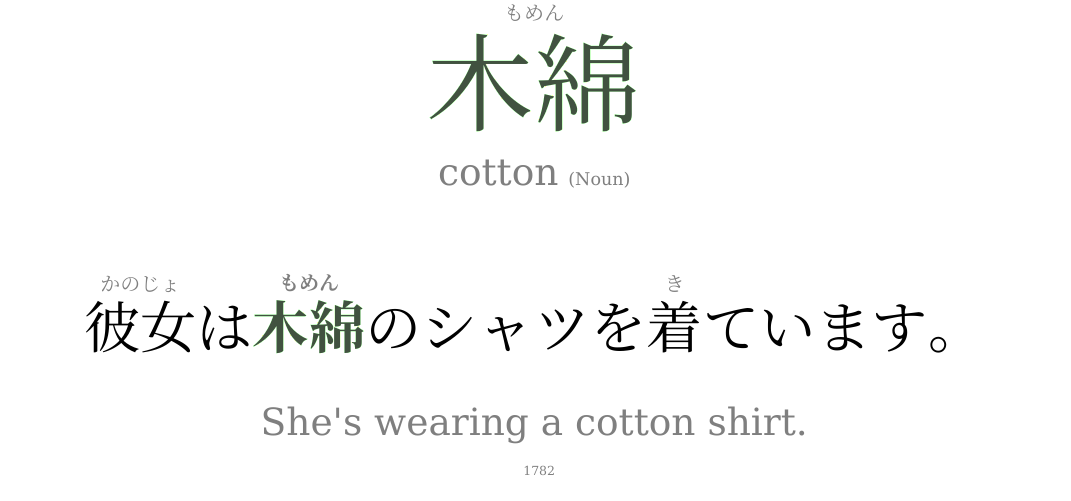 もめん
木綿
cotton (Noun)
かのじょ もめん き
彼女は木綿のシャツを着ています。
She's wearing a cotton shirt.
1782